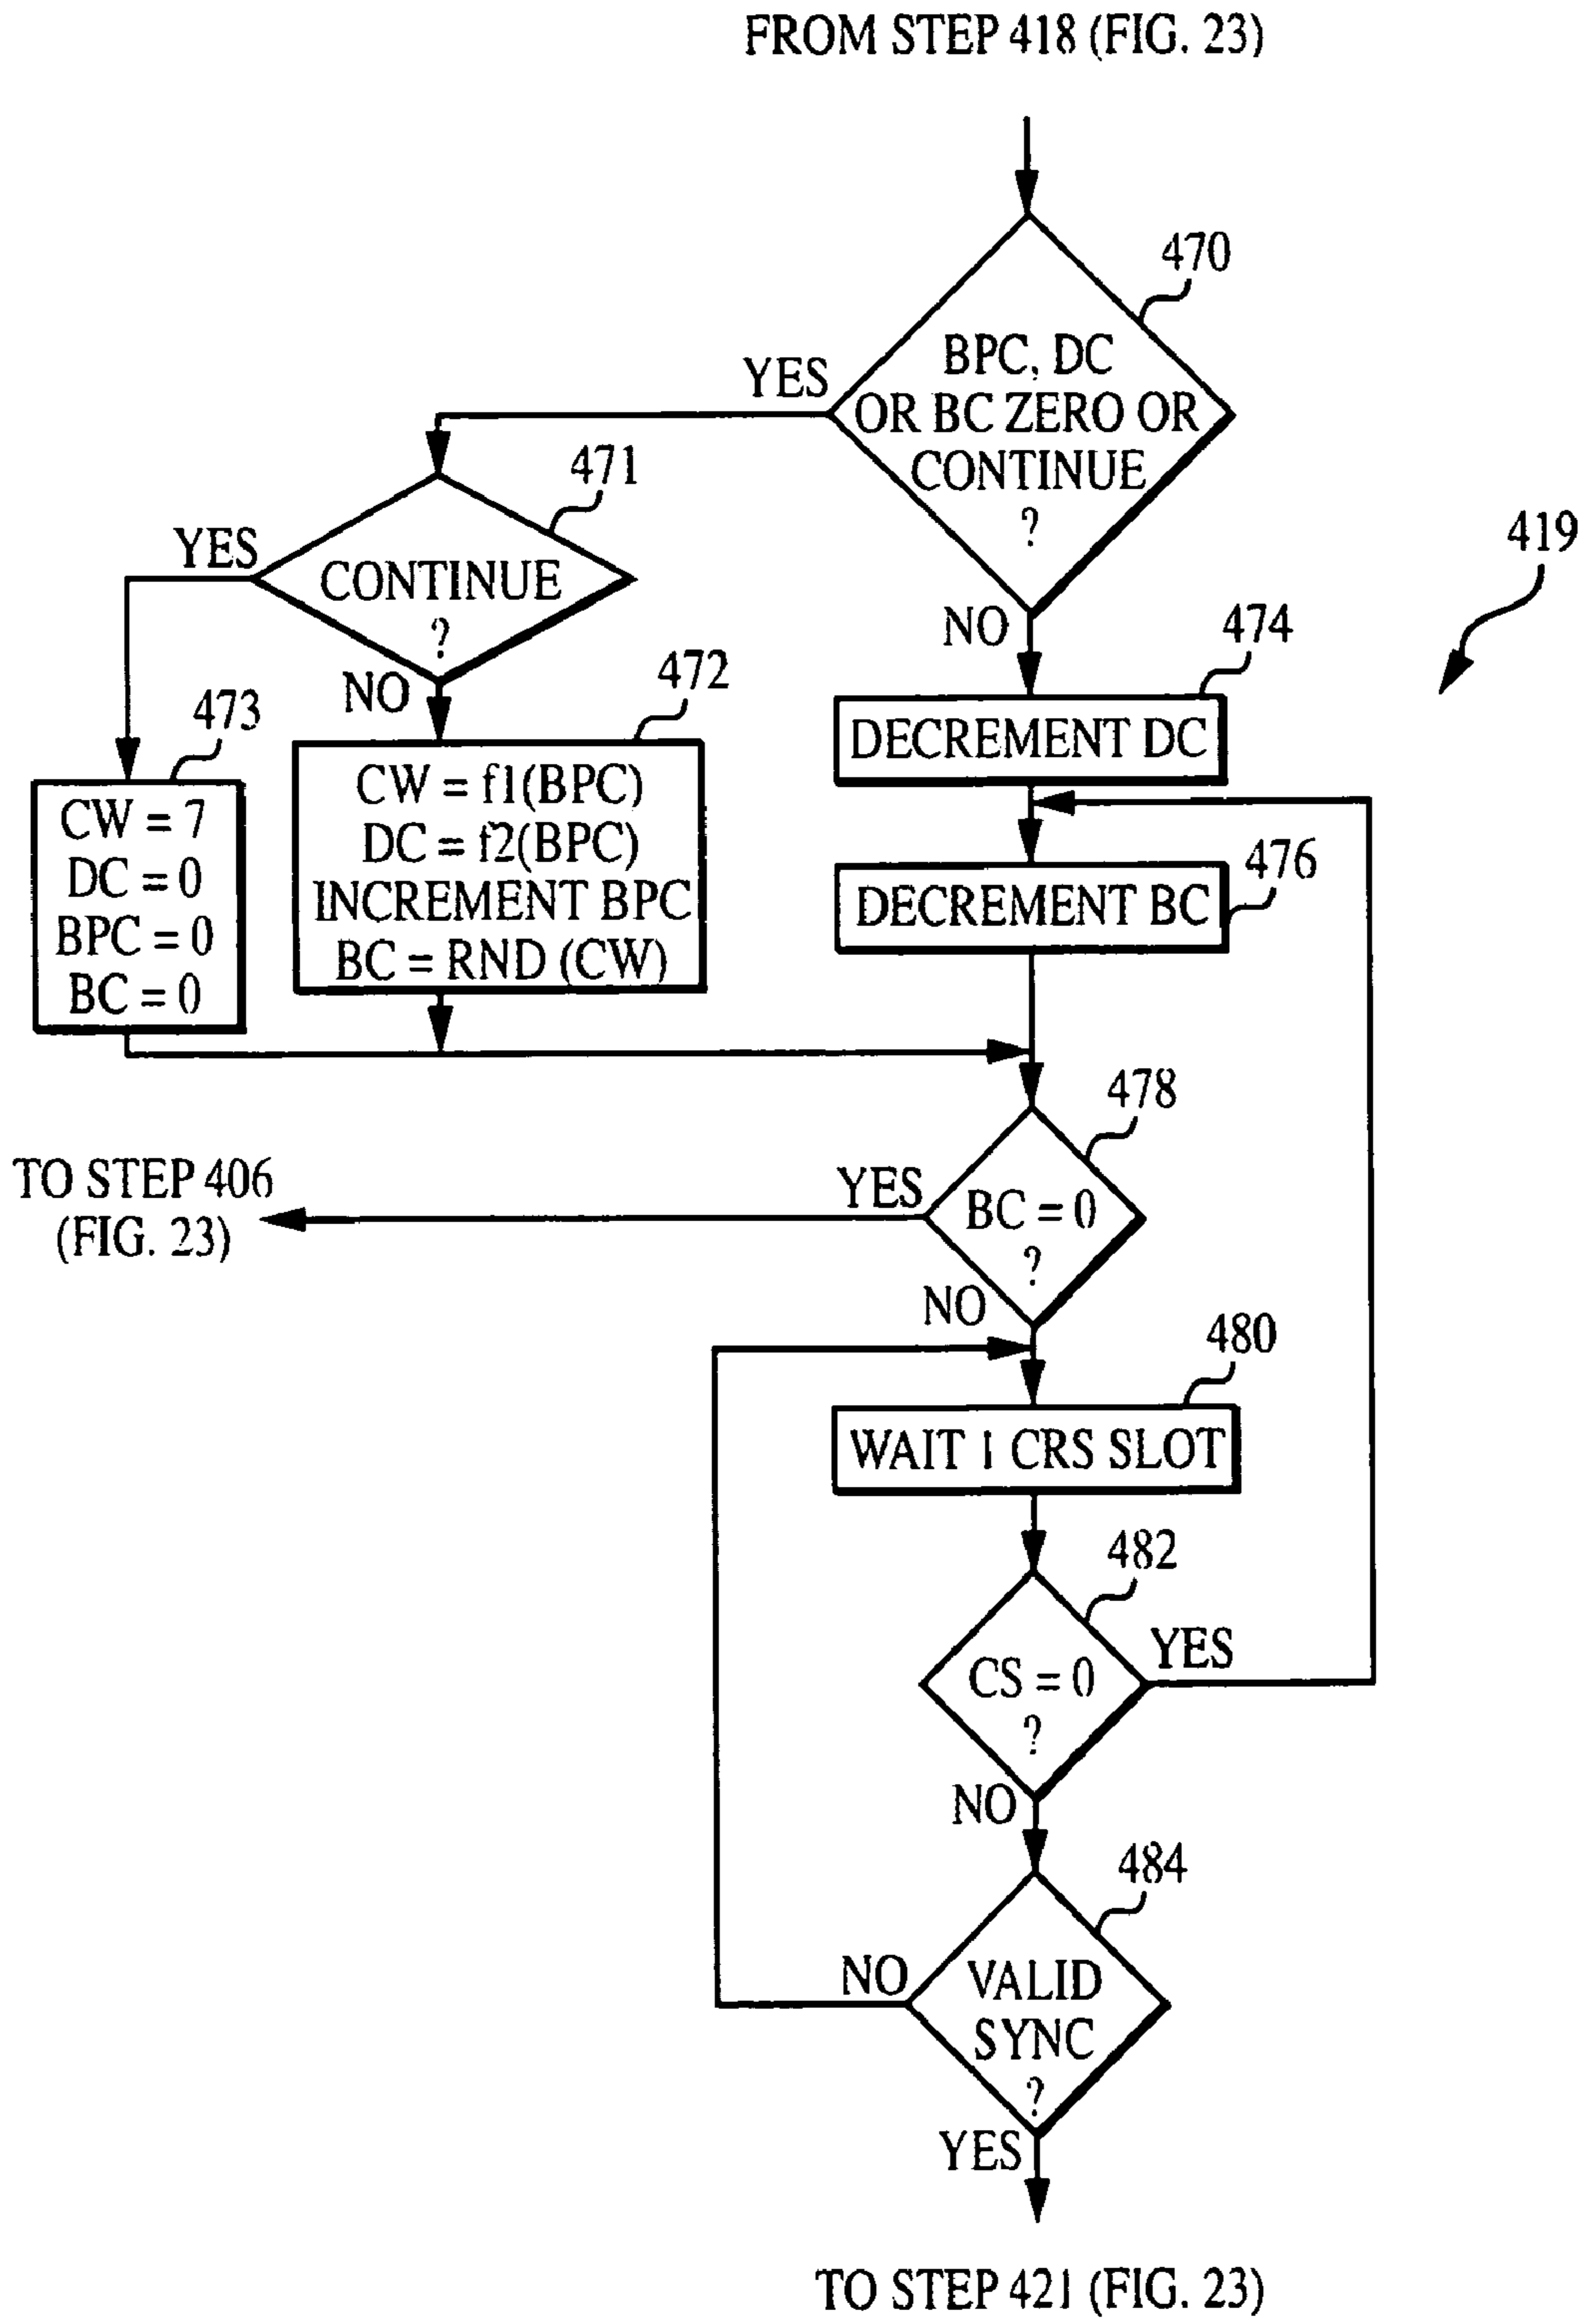 FROM STEP 418 (FIG. 23)
470
BPC, DC
OR BC ZERO OR
CONTINUE
?
YES
NO
471
CONTINUE
?
YES
NO
419
473
CW = 7
DC = 0
BPC = 0
BC = 0
472
CW = f1(BPC)
DC = f2(BPC)
INCREMENT BPC
BC = RND (CW)
474
DECREMENT DC
476
DECREMENT BC
478
BC = 0
?
YES
TO STEP 406
(FIG. 23)
NO
480
WAIT 1 CRS SLOT
482
CS = 0
?
YES
NO
484
VALID
SYNC
?
NO
YES
TO STEP 421 (FIG. 23)